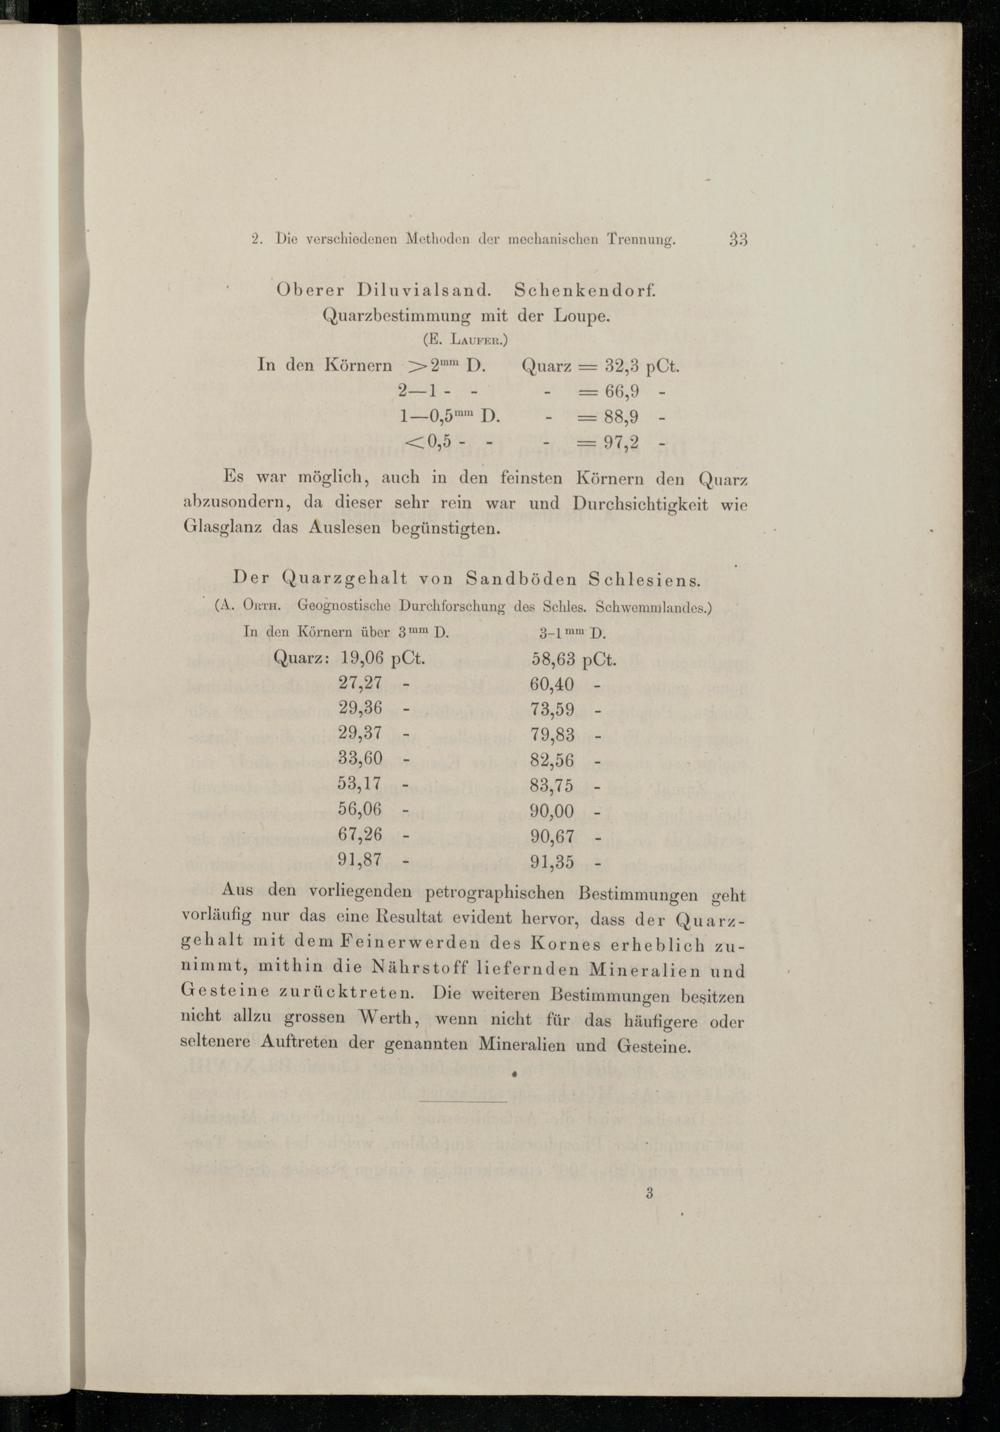 2. Die verschiedenen Methoden der mechanischen Trennung. 33
Oberer Diluvialsand. Schenkendorf.
Quarzbestimmung mit der Loupe.
(E. Laufer.)
In den Körnern >2mm D. Quarz = 32,3 pCt.
2—1 - - - = 66,9 -
1—0,5mm D. - = 88,9 -
<0,5 - - - = 97,2 -
Es war möglich, auch in den feinsten Körnern den Quarz
abzusondern, da dieser sehr rein war und Durchsichtigkeit wie
Glasglanz das Auslesen begünstigten.
Der Quarzgehalt von Sandböden Schlesiens.
(A. Orth. Geognostische Durchforschung des Schles. Schwemmlandes.)
In den Körnern über 3mm D. 3-1mm D.
Quarz: 19,06 pCt. 58,63 pCt.
27,27 - 60,40 -
29,36 - 73,59 -
29,37 - 79,83 -
33,60 - 82,56 -
53,17 - 83,75 -
56,06 - 90,00 -
67,26 - 90,67 -
91,87 - 91,35 -
Aus den vorliegenden petrographischen Bestimmungen geht
vorläufig nur das eine Resultat evident hervor, dass der Quarz-
gehalt mit dem Feinerwerden des Kornes erheblich zu-
nimmt, mithin die Nährstoff liefernden Mineralien und
Gesteine zurücktreten. Die weiteren Bestimmungen besitzen
nicht allzu grossen Werth, wenn nicht für das häufigere oder
seltenere Auftreten der genannten Mineralien und Gesteine.
3